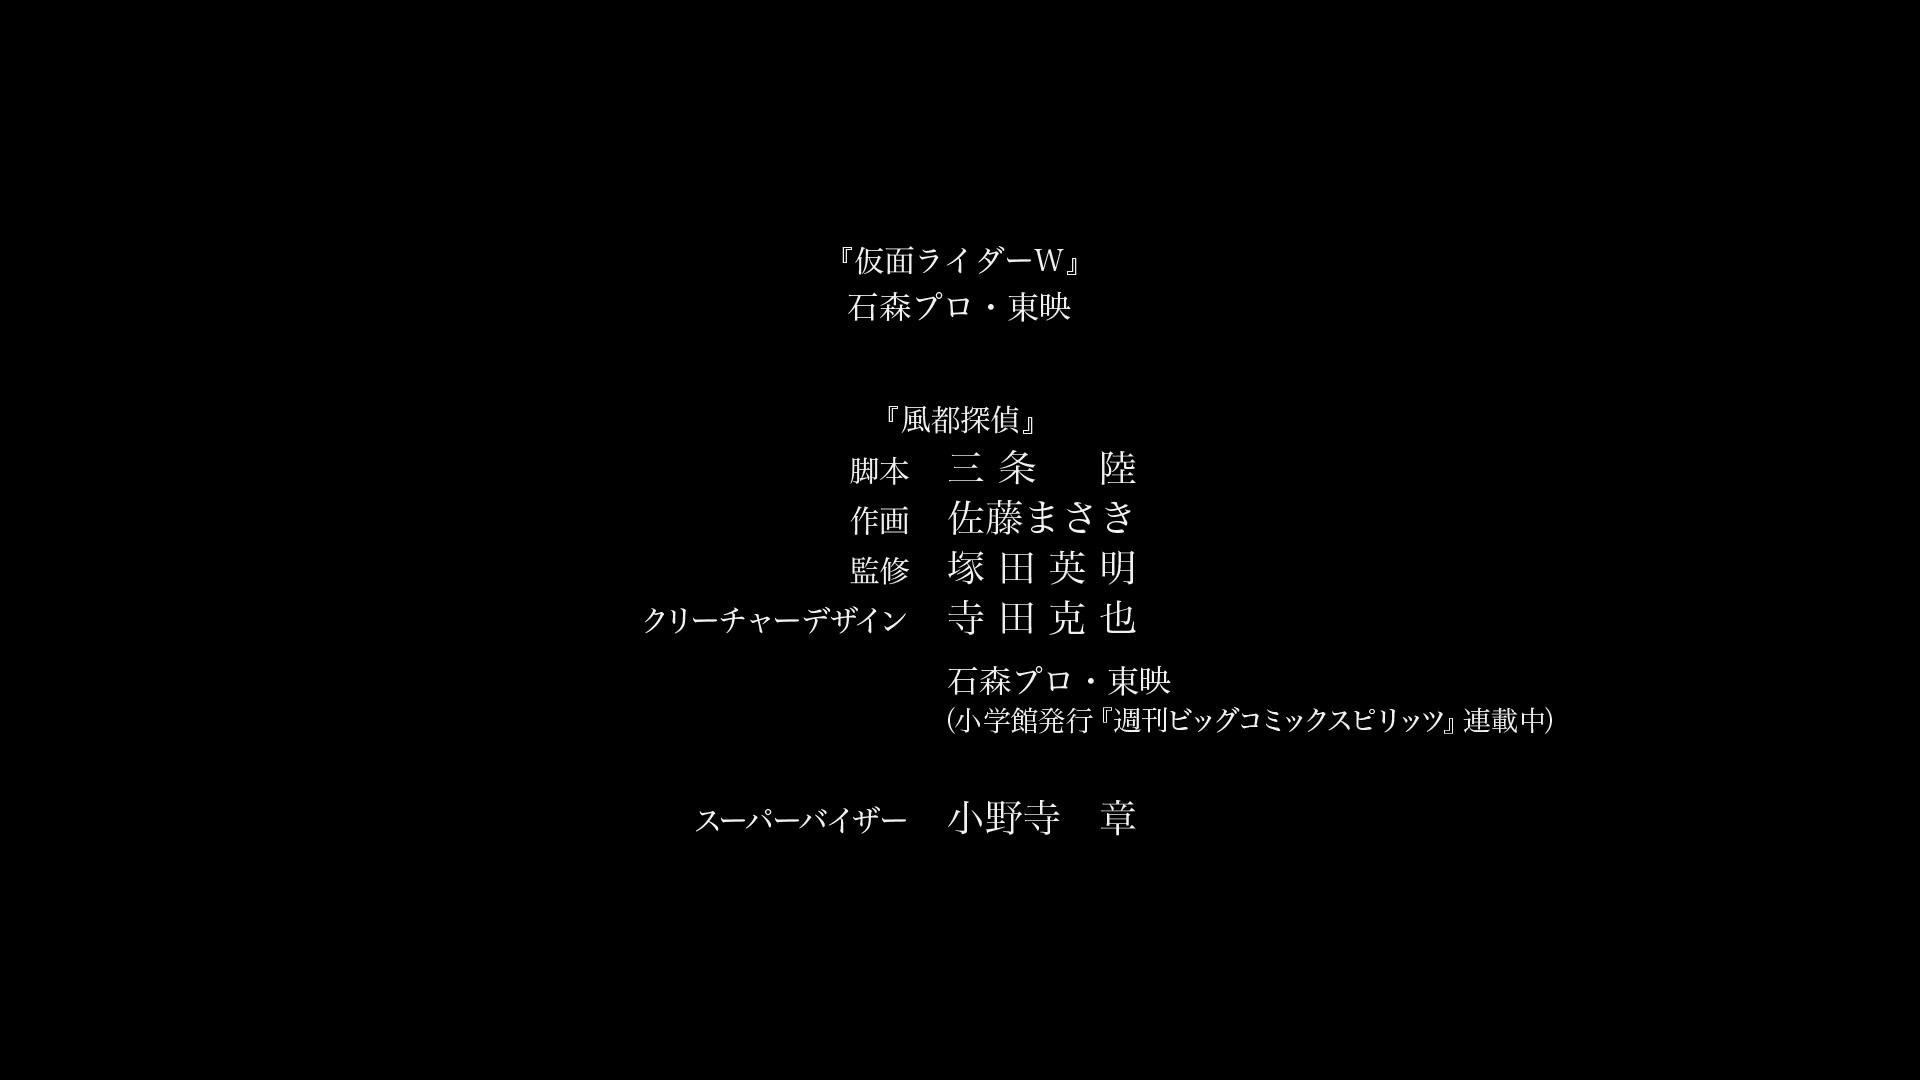 『仮面ライダーW』
石森プロ・東映
『風都探偵』
脚本 三条 陸
作画 佐藤まさき
監修 塚田英明
クリーチャーデザイン 寺田克也
石森プロ・東映
(小学館発行『週刊ビッグコミックスピリッツ』連載中)
スーパーバイザー 小野寺 章